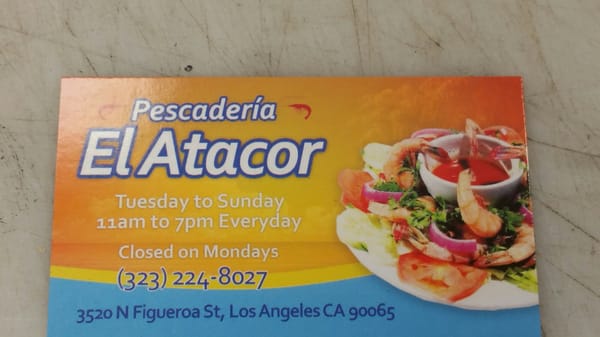 Pescadería
El Atacor
Tuesday to Sunday
11am to 7pm Everyday
Closed on Mondays
(323) 224-8027
3520 N Figueroa St, Los Angeles CA 90065